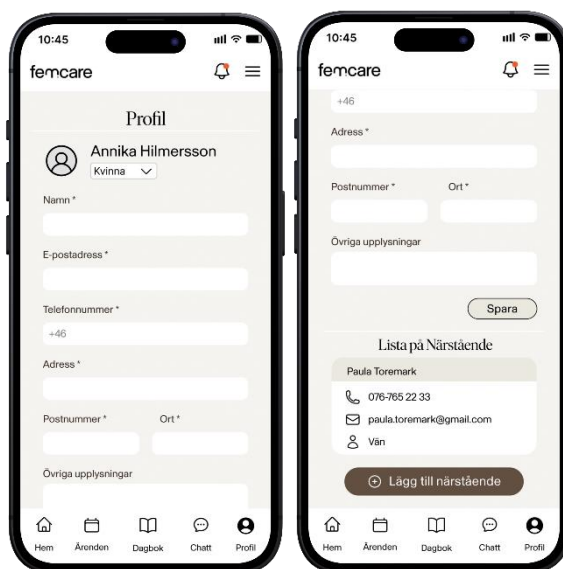 10:45
femcare
Profil
Annika Hilmersson
Kvinna
Namn *
E-postadress *
Telefonnummer *
+46
Adress *
Postnummer * Ort *
Övriga upplysningar
Hem Ärenden Dagbok Chatt Profil
10:45
femcare
+46
Adress *
Postnummer * Ort *
Övriga upplysningar
Spara
Lista på Närstående
Paula Toremark
076-765 22 33
paula.toremark@gmail.com
Vän
Lägg till närstående
Hem Ärenden Dagbok Chatt Profil